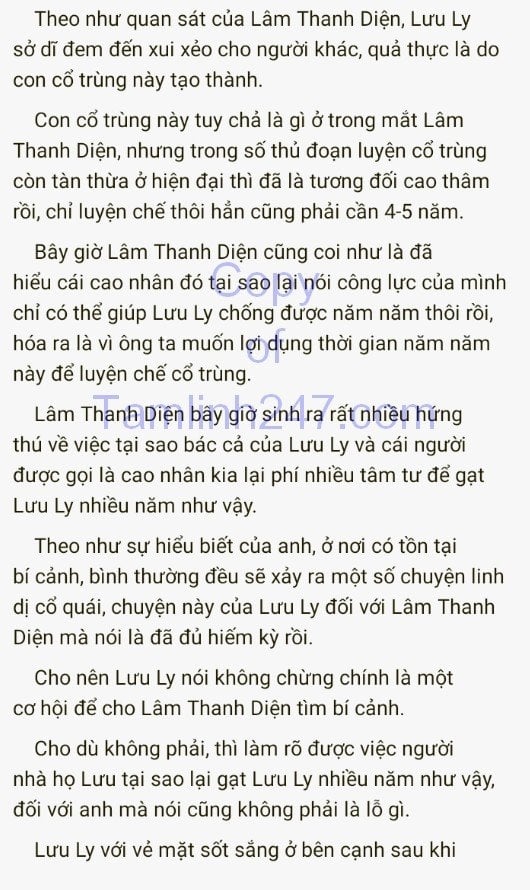 Theo như quan sát của Lâm Thanh Diện, Lưu Ly
sở dĩ đem đến xui xẻo cho người khác, quả thực là do
con cổ trùng này tạo thành.
Con cổ trùng này tuy chả là gì ở trong mắt Lâm
Thanh Diện, nhưng trong số thủ đoạn luyện cổ trùng
còn tàn thừa ở hiện đại thì đã là tương đối cao thâm
rồi, chỉ luyện chế thôi hẳn cũng phải cần 4-5 năm.
Bây giờ Lâm Thanh Diện cũng coi như là đã
hiểu cái cao nhân đó tại sao lại nói công lực của mình
chỉ có thể giúp Lưu Ly chống được năm năm thôi rồi,
hóa ra là vì ông ta muốn lợi dụng thời gian năm năm
này để luyện chế cổ trùng.
Lâm Thanh Diện bây giờ sinh ra rất nhiều hứng
thú về việc tại sao bác cả của Lưu Ly và cái người
được gọi là cao nhân kia lại phí nhiều tâm tư để gạt
Lưu Ly nhiều năm như vậy.
Theo như sự hiểu biết của anh, ở nơi có tồn tại
bí cảnh, bình thường đều sẽ xảy ra một số chuyện linh
dị cổ quái, chuyện này của Lưu Ly đối với Lâm Thanh
Diện mà nói là đã đủ hiếm kỳ rồi.
Cho nên Lưu Ly nói không chừng chính là một
cơ hội để cho Lâm Thanh Diện tìm bí cảnh.
Cho dù không phải, thì làm rõ được việc người
nhà họ Lưu tại sao lại gạt Lưu Ly nhiều năm như vậy,
đối với anh mà nói cũng không phải là lỗ gì.
Lưu Ly với vẻ mặt sốt sắng ở bên cạnh sau khi
Copy
of
Tamlinh247.com